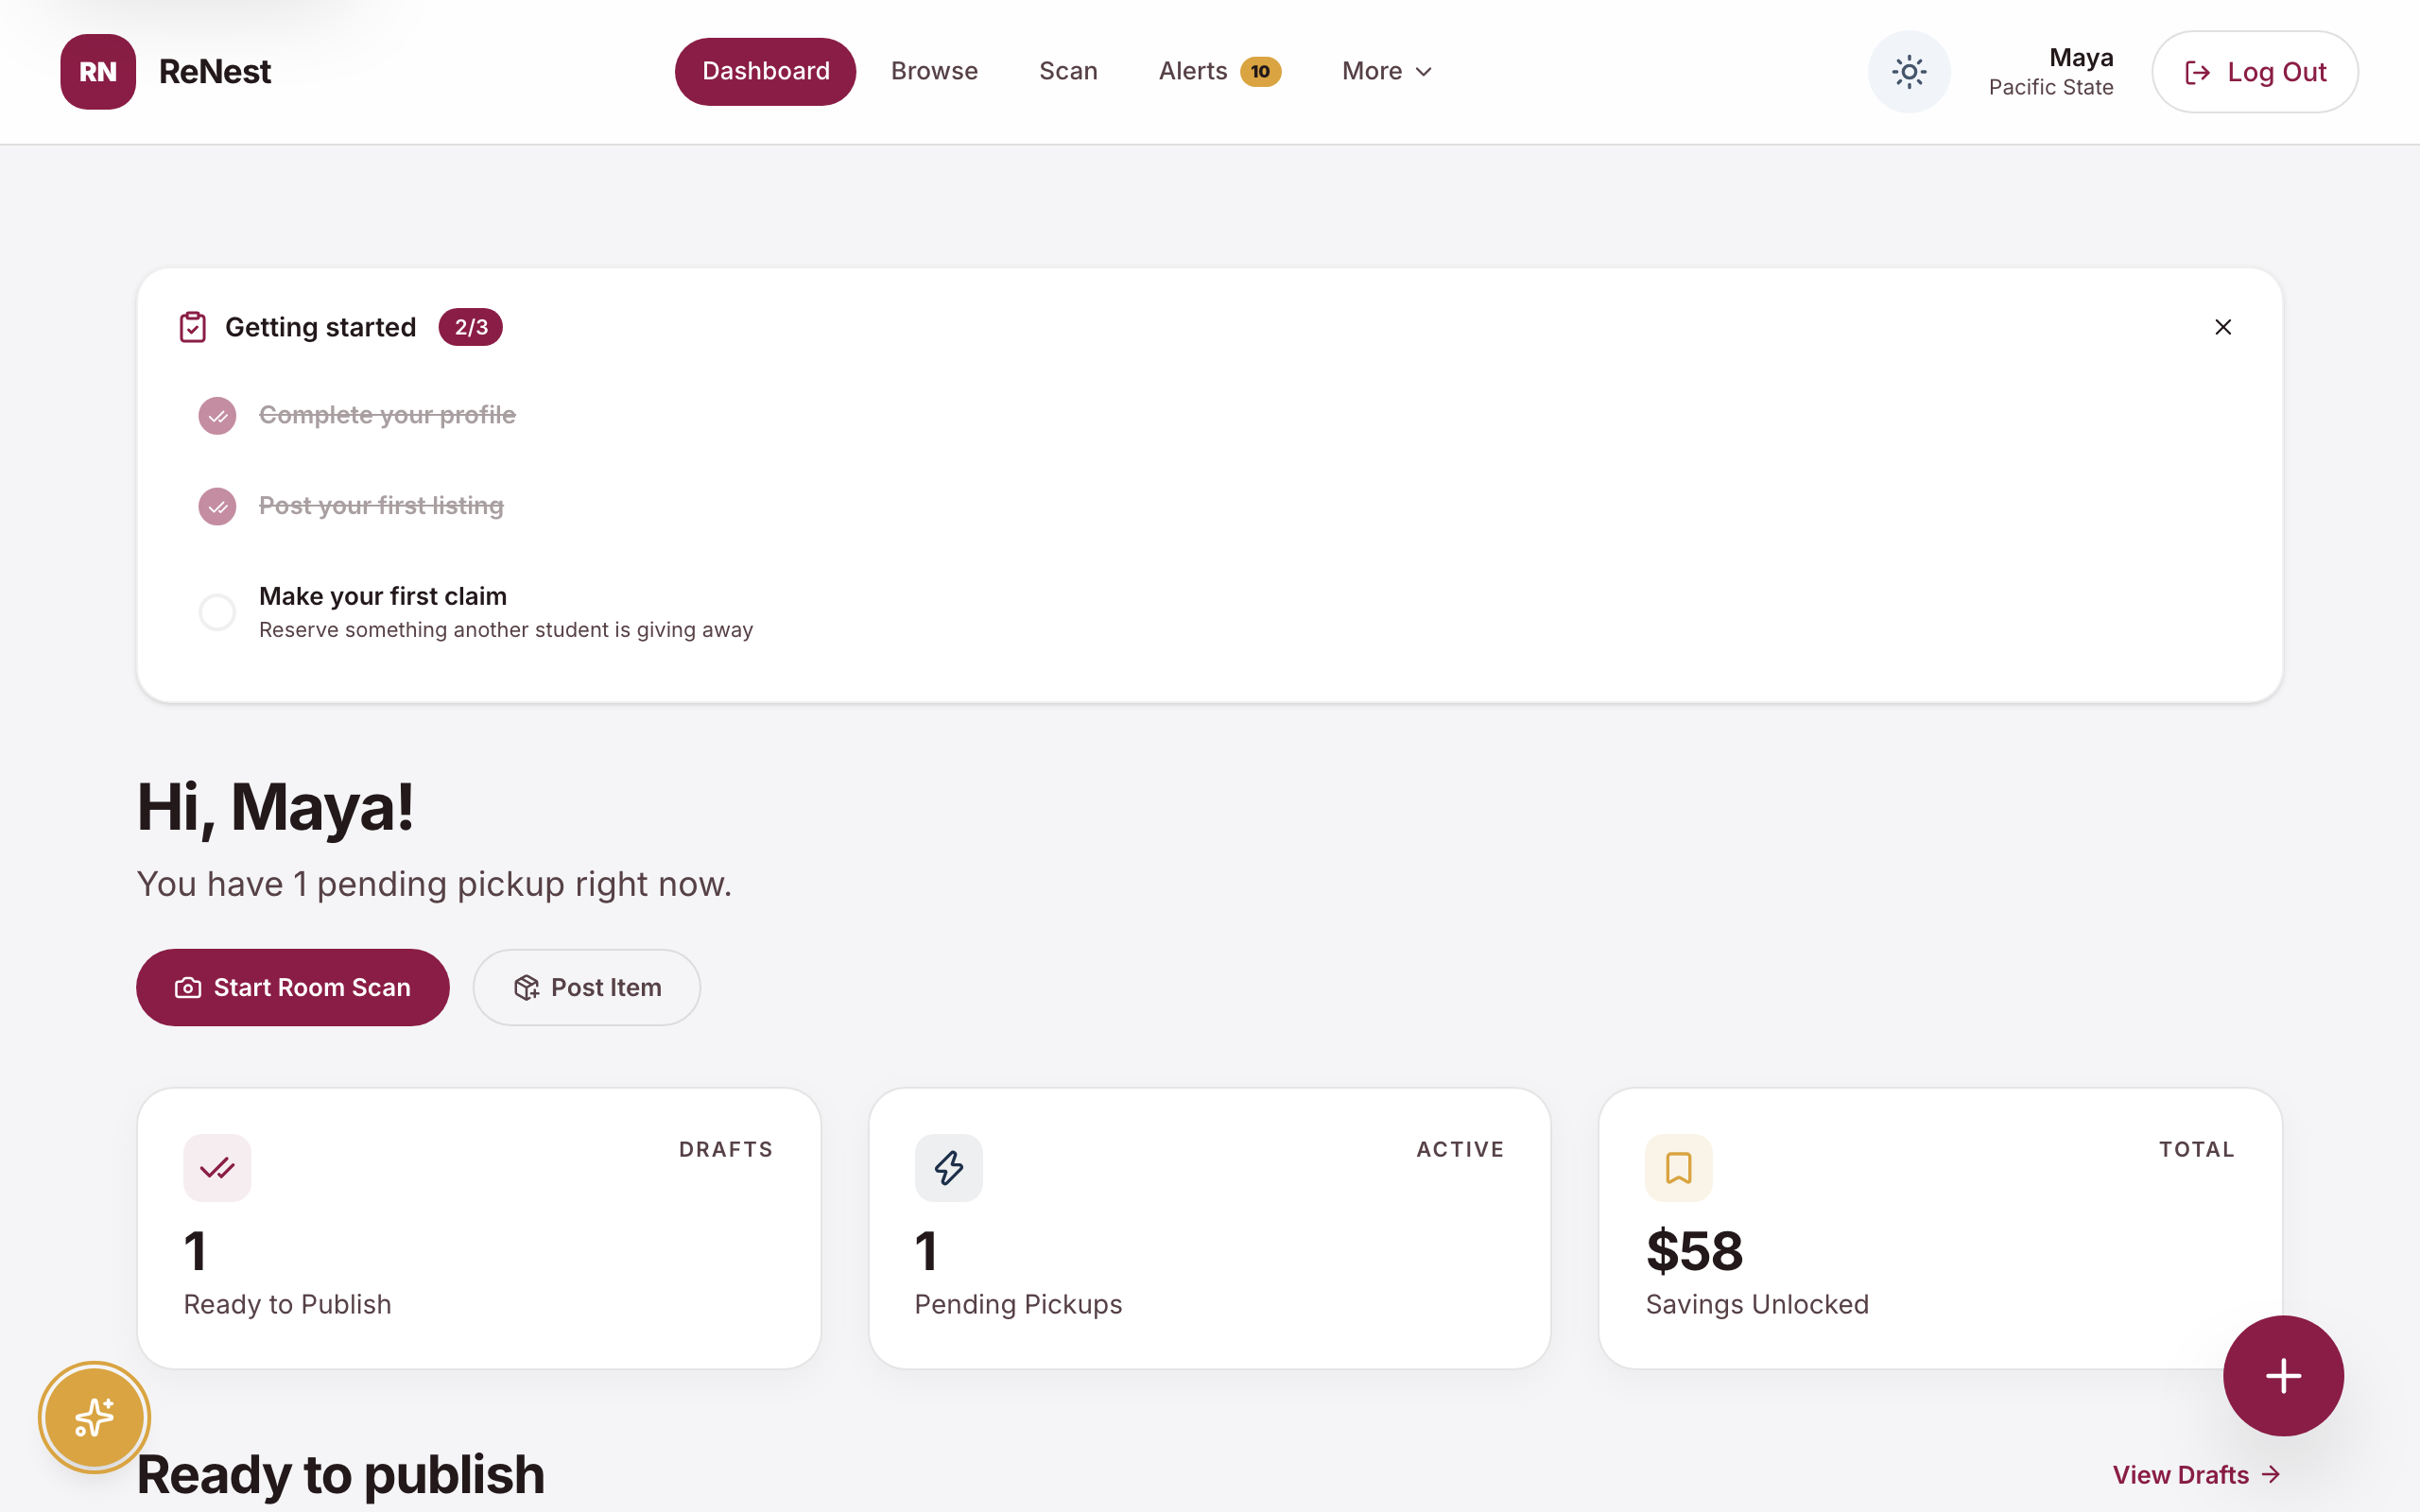 RN
ReNest
Dashboard
Browse
Scan
Alerts 10
More
Maya
Pacific State
Log Out
Getting started 2/3
Complete your profile
Post your first listing
Make your first claim
Reserve something another student is giving away
Hi, Maya!
You have 1 pending pickup right now.
Start Room Scan
Post Item
DRAFTS
1
Ready to Publish
ACTIVE
1
Pending Pickups
TOTAL
$58
Savings Unlocked
Ready to publish
View Drafts